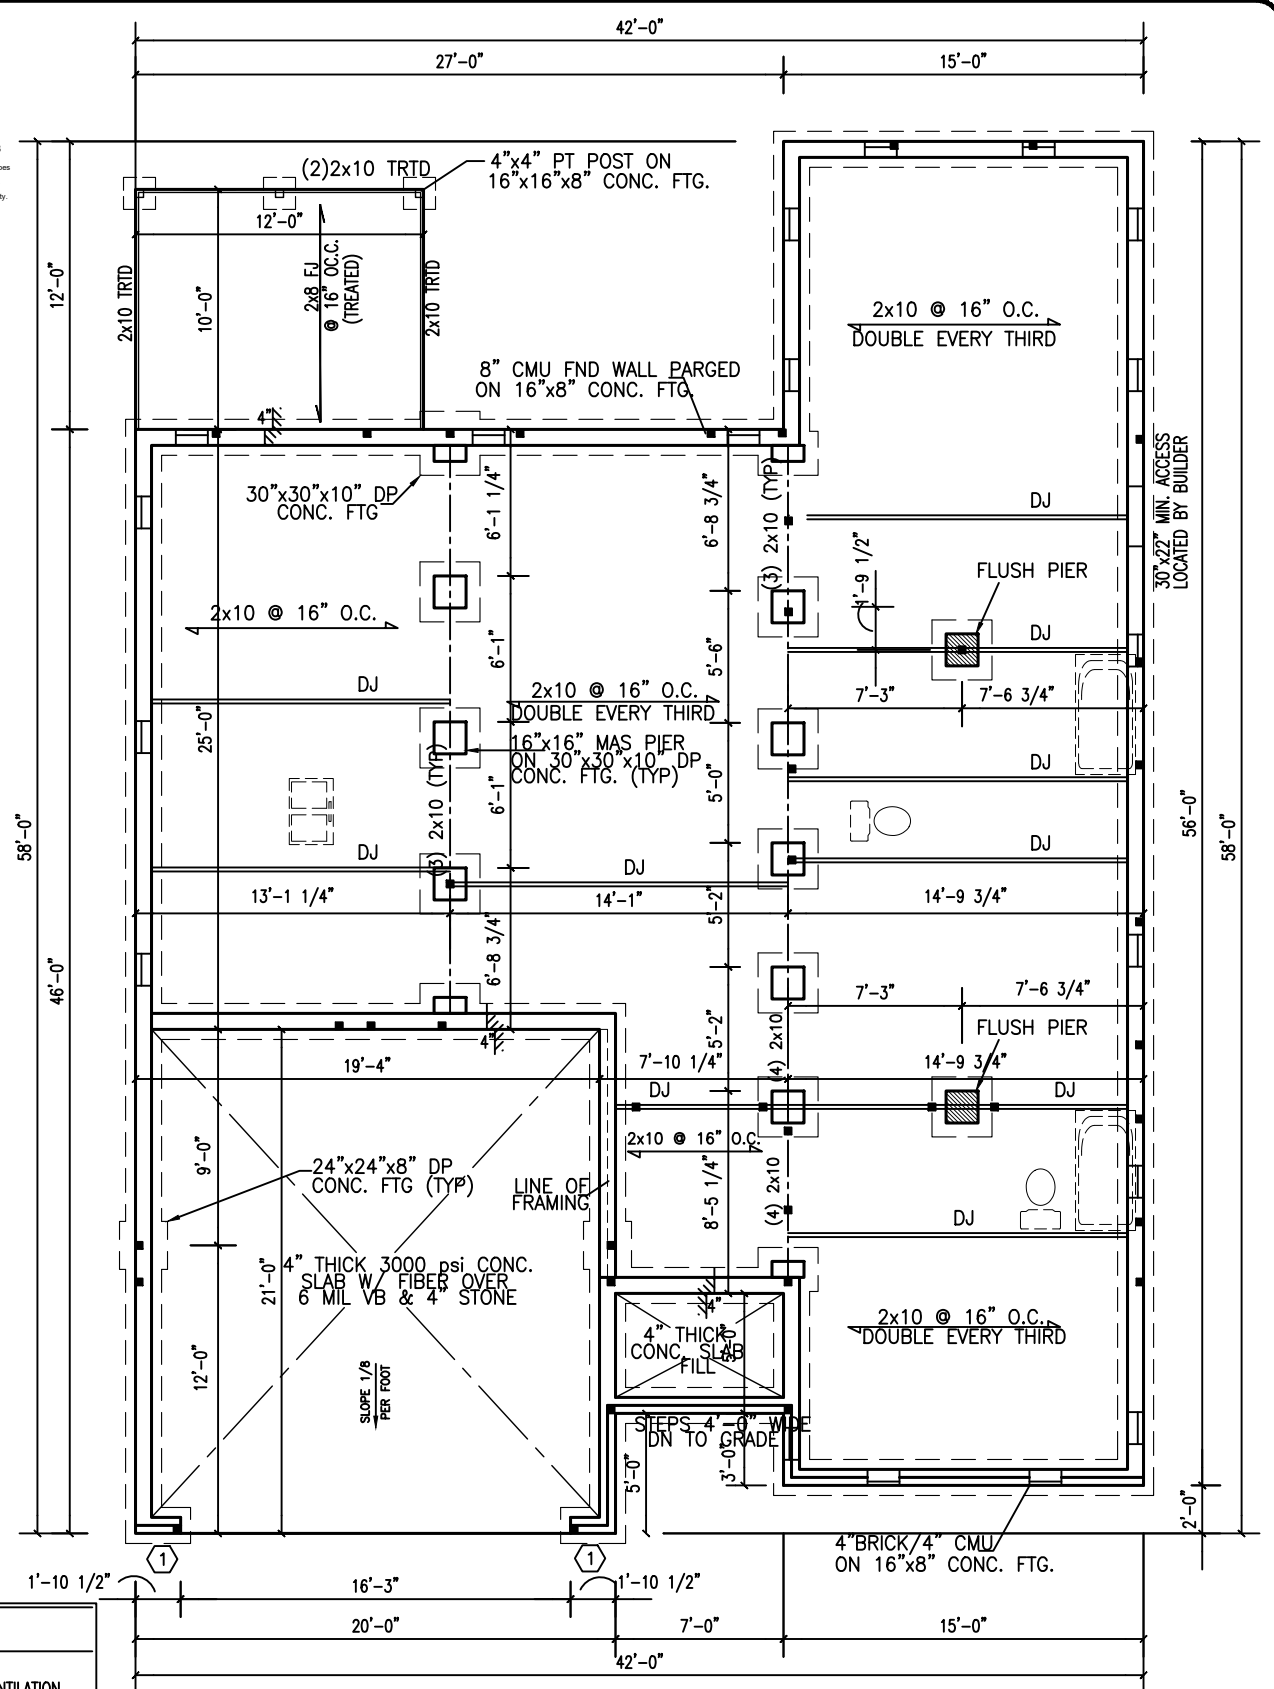 42'-0"
27'-0"
15'-0"
(2)2x10 TRTD
4"x4" PT POST ON
16"x16"x8" CONC. FTG.
12'-0"
12'-0"
2x10 TRTD
10'-0"
2x8 FJ
@ 16" OC.C.
(TREATED)
2x10 TRTD
2x10 @ 16" O.C.
DOUBLE EVERY THIRD
8" CMU FND WALL PARGED
ON 16"x8" CONC. FTG.
4"
30"x30"x10" DP
CONC. FTG
6'-1 1/4"
6'-8 3/4"
(3) 2x10 (TYP)
DJ
30"x22" MIN. ACCESS
LOCATED BY BUILDER
1'-9 1/2"
FLUSH PIER
2x10 @ 16" O.C.
6'-1"
5'-6"
DJ
DJ
2x10 @ 16" O.C.
DOUBLE EVERY THIRD
7'-3"
7'-6 3/4"
25'-0"
16"x16" MAS PIER
ON 30"x30"x10" DP
CONC. FTG. (TYP)
(3) 2x10 (TYP)
6'-1"
5'-0"
DJ
58'-0"
56'-0"
58'-0"
DJ
DJ
DJ
13'-1 1/4"
14'-1"
5'-2"
14'-9 3/4"
46'-0"
6'-8 3/4"
7'-3"
7'-6 3/4"
4"
5'-2"
(4) 2x10
FLUSH PIER
19'-4"
7'-10 1/4"
14'-9 3/4"
DJ
DJ
9'-0"
2x10 @ 16" O.C.
24"x24"x8" DP
CONC. FTG (TYP)
LINE OF
FRAMING
8'-5 1/4"
(4) 2x10
DJ
21'-0"
4" THICK 3000 psi CONC.
SLAB W/ FIBER OVER
6 MIL VB & 4" STONE
4"
4" THICK
CONC. SLAB
FILL
2x10 @ 16" O.C.
DOUBLE EVERY THIRD
12'-0"
SLOPE 1/8
PER FOOT
STEPS 4'-0" WIDE
DN TO GRADE
5'-0"
3'-0"
2'-0"
4"BRICK/4" CMU
ON 16"x8" CONC. FTG.
1
1
1'-10 1/2"
16'-3"
1'-10 1/2"
20'-0"
7'-0"
15'-0"
42'-0"